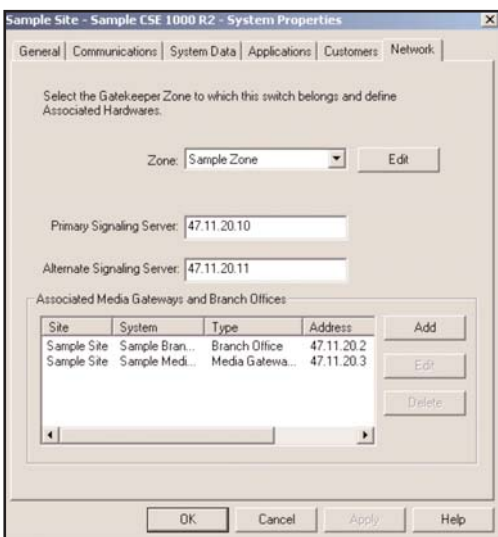 Sample Site - Sample CSE 1000 R2 - System Properties
General Communications System Data Applications Customers Network
Select the Gatekeeper Zone to which this switch belongs and define
Associated Hardwares.
Zone: Sample Zone Edit
Primary Signaling Server: 47.11.20.10
Alternate Signaling Server: 47.11.20.11
Associated Media Gateways and Branch Offices
Site System Type Address Add
Sample Site Sample Bran... Branch Office 47.11.20.2
Sample Site Sample Medi... Media Gatewa... 47.11.20.3
Edit
Delete
OK Cancel Apply Help